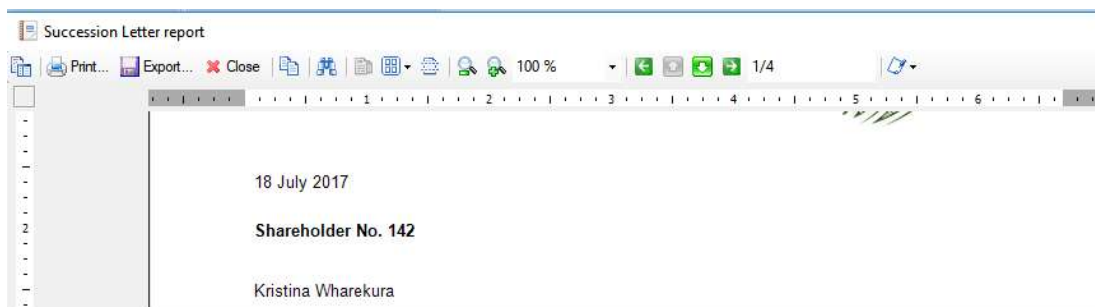 Succession Letter report
Print... Export... Close 100 % 1/4
1 2 3 4 5 6
18 July 2017
2
Shareholder No. 142
Kristina Wharekura